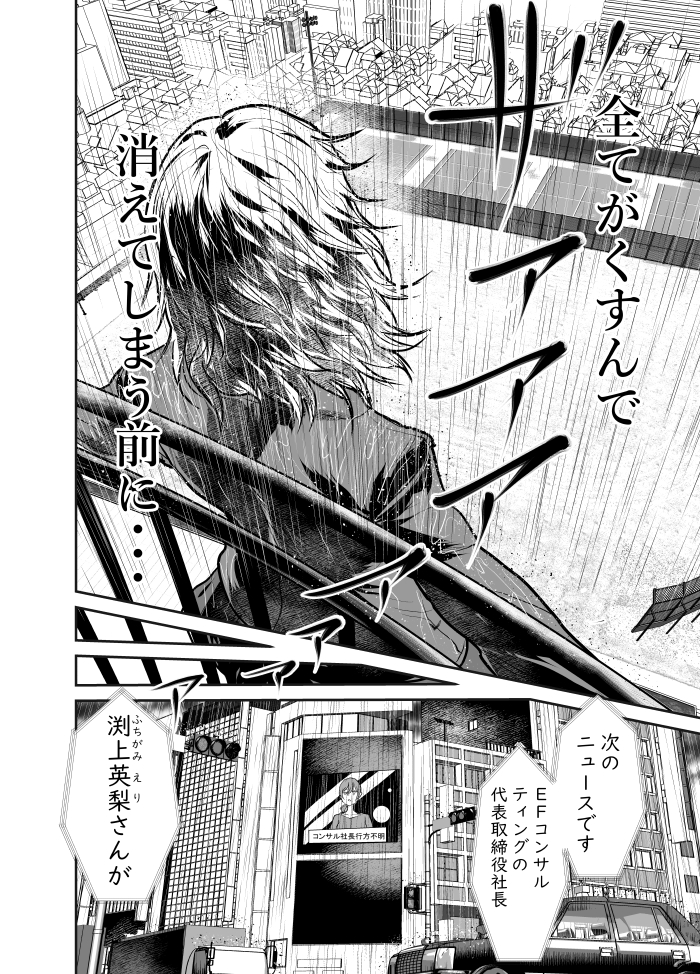 全てがくすんで
消えてしまう前に・・・
ザアアアアアアア
次の
ニュースです
EFコンサル
ティングの
代表取締役社長
コンサル社長行方不明
ふちがみえり
渕上英梨さんが